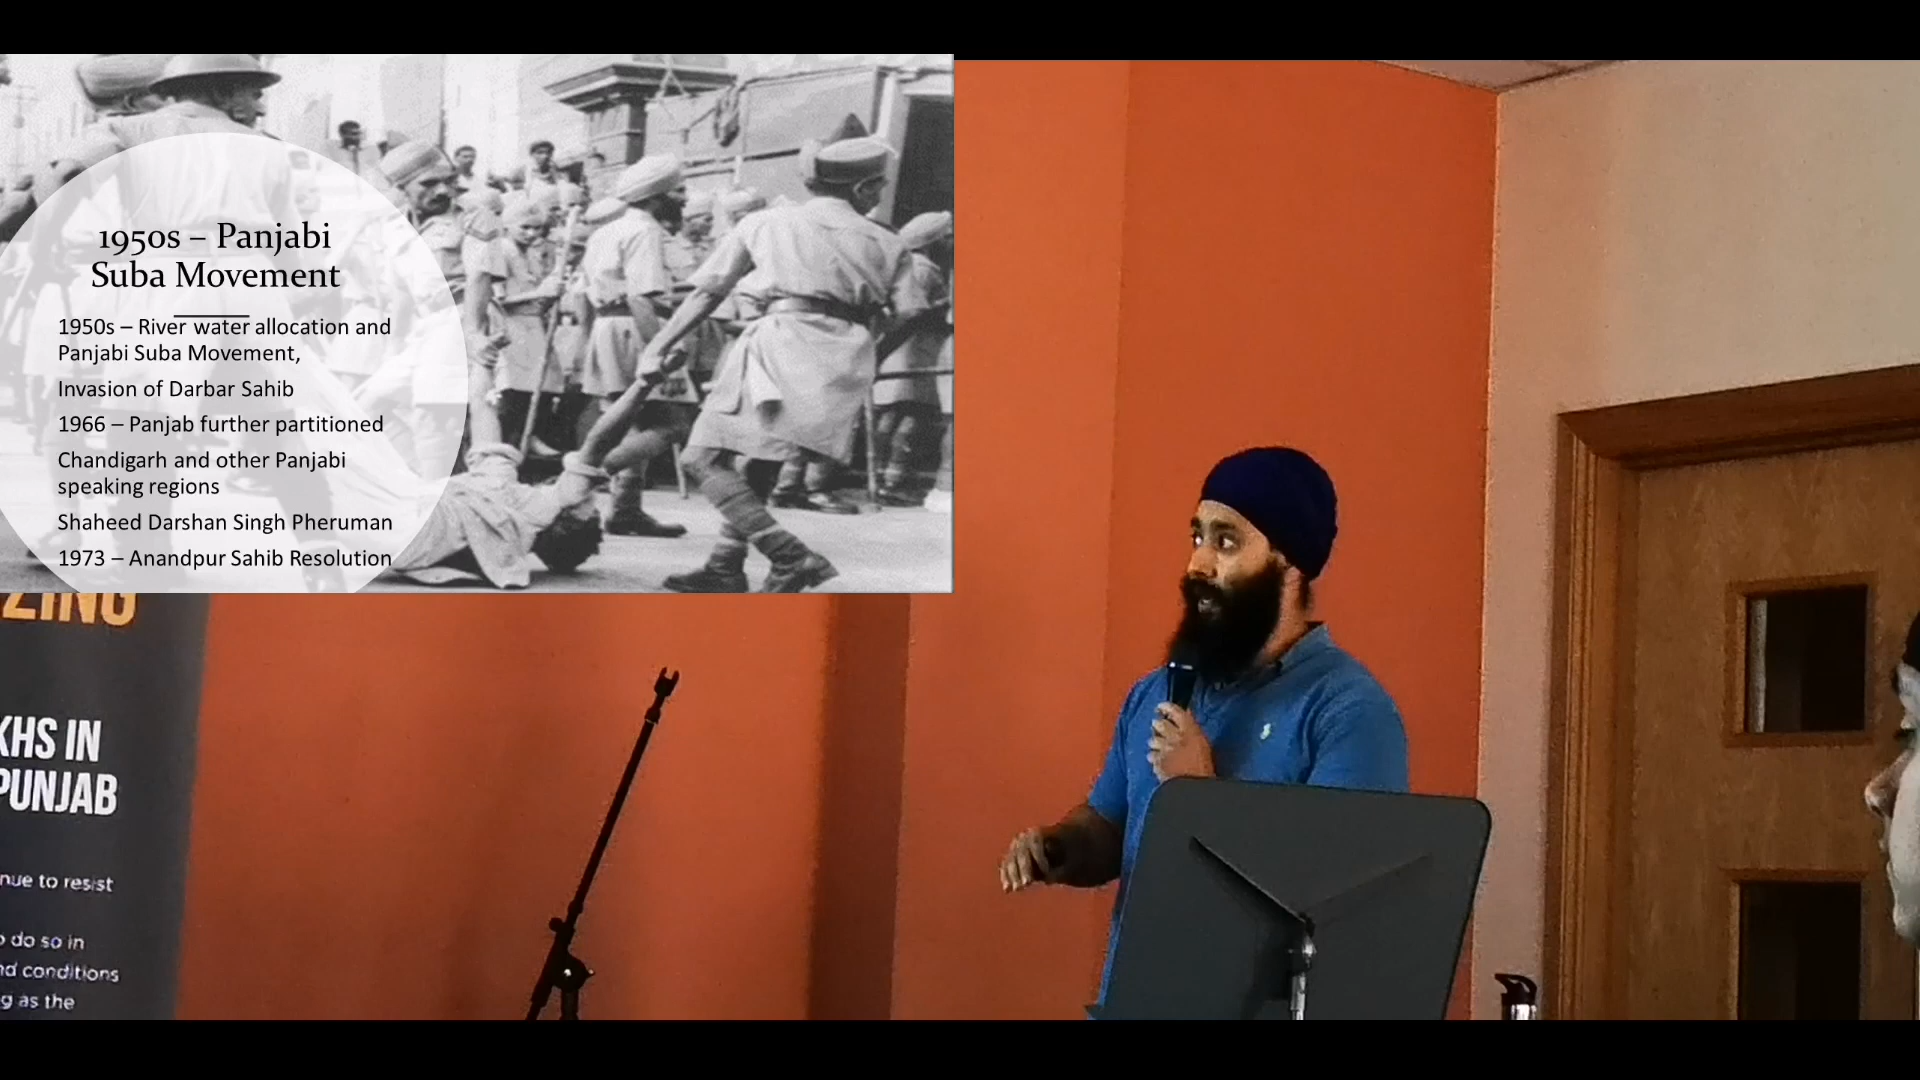 1950s – Panjabi
Suba Movement
1950s – River water allocation and
Panjabi Suba Movement,
Invasion of Darbar Sahib
1966 – Panjab further partitioned
Chandigarh and other Panjabi
speaking regions
Shaheed Darshan Singh Pheruman
1973 – Anandpur Sahib Resolution
ZING
KHS IN
PUNJAB
nue to resist
o do so in
nd conditions
g as the